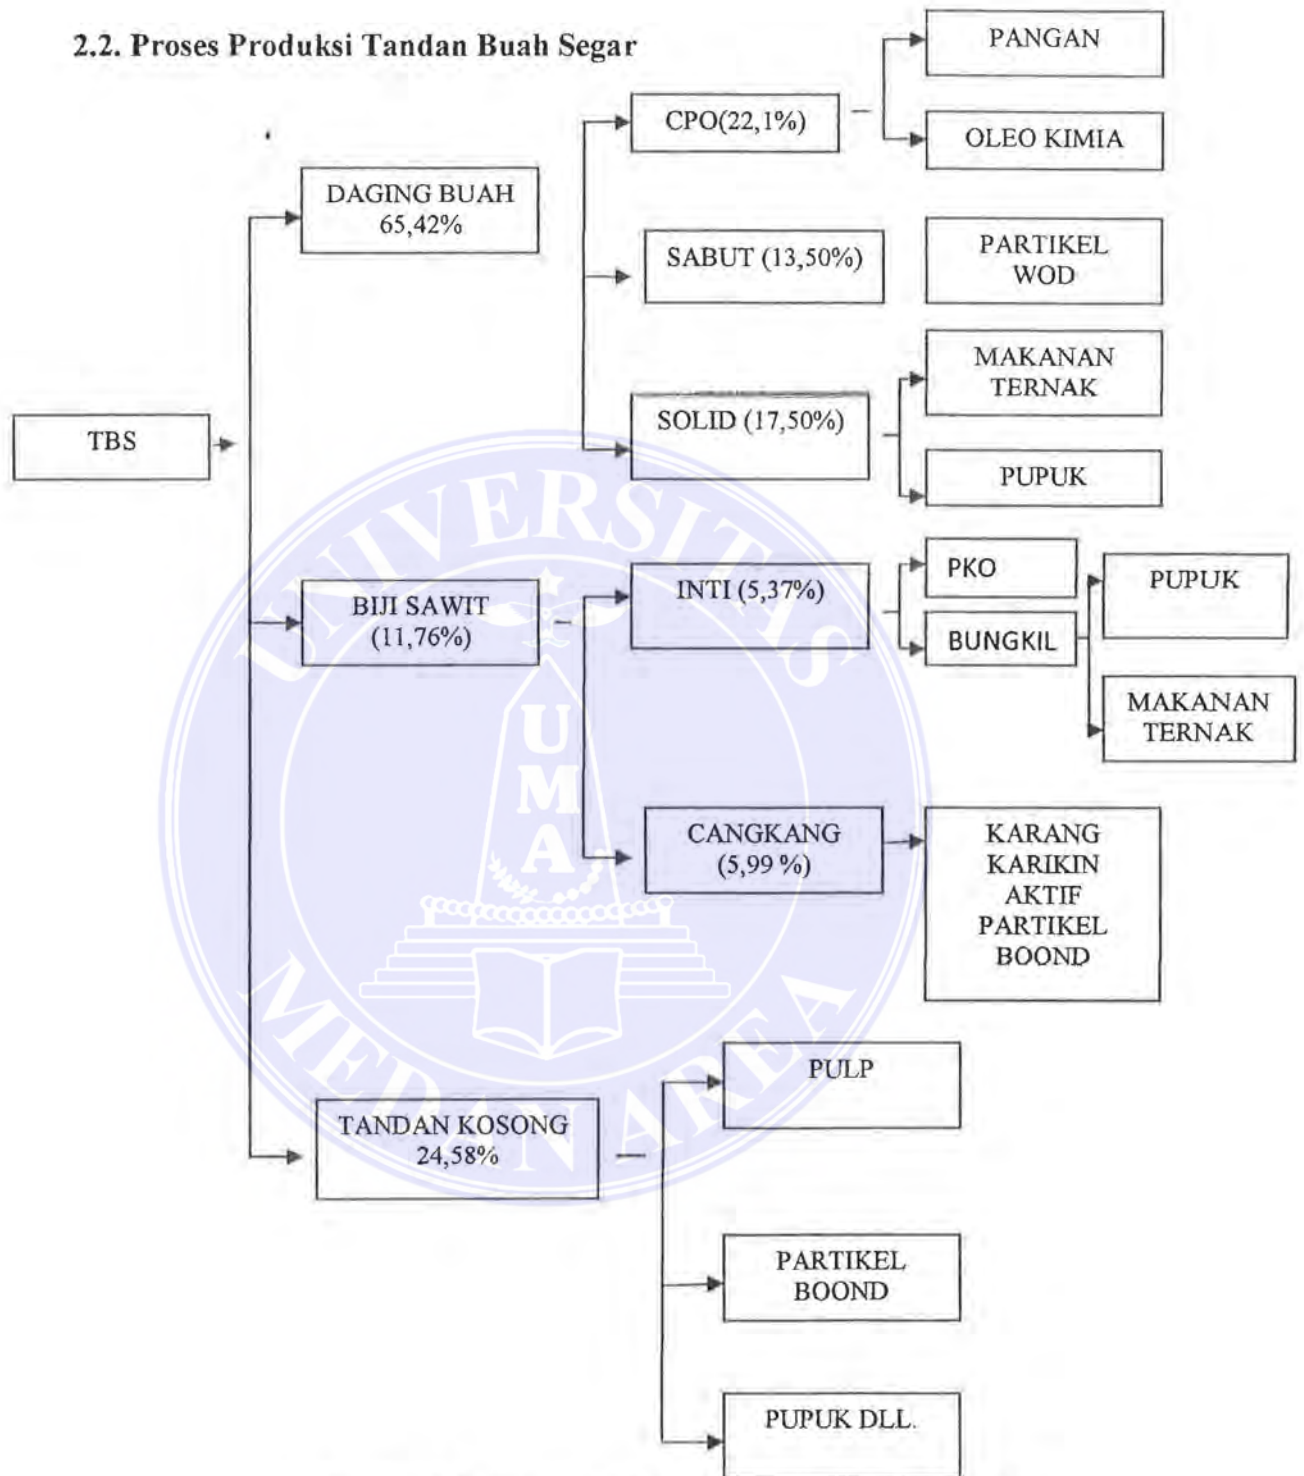 2.2. Proses Produksi Tandan Buah Segar
PANGAN
CPO(22,1%)
OLEO KIMIA
DAGING BUAH
65,42%
SABUT (13,50%)
PARTIKEL
WOD
MAKANAN
TERNAK
SOLID (17,50%)
TBS
PUPUK
INTI (5,37%)
PKO
PUPUK
BIJI SAWIT
(11,76%)
BUNGKIL
MAKANAN
TERNAK
CANGKANG
(5,99 %)
KARANG
KARIKIN
AKTIF
PARTIKEL
BOOND
PULP
TANDAN KOSONG
24,58%
PARTIKEL
BOOND
PUPUK DLL.
UNIVERSITAS
MEDAN AREA
U
M
A